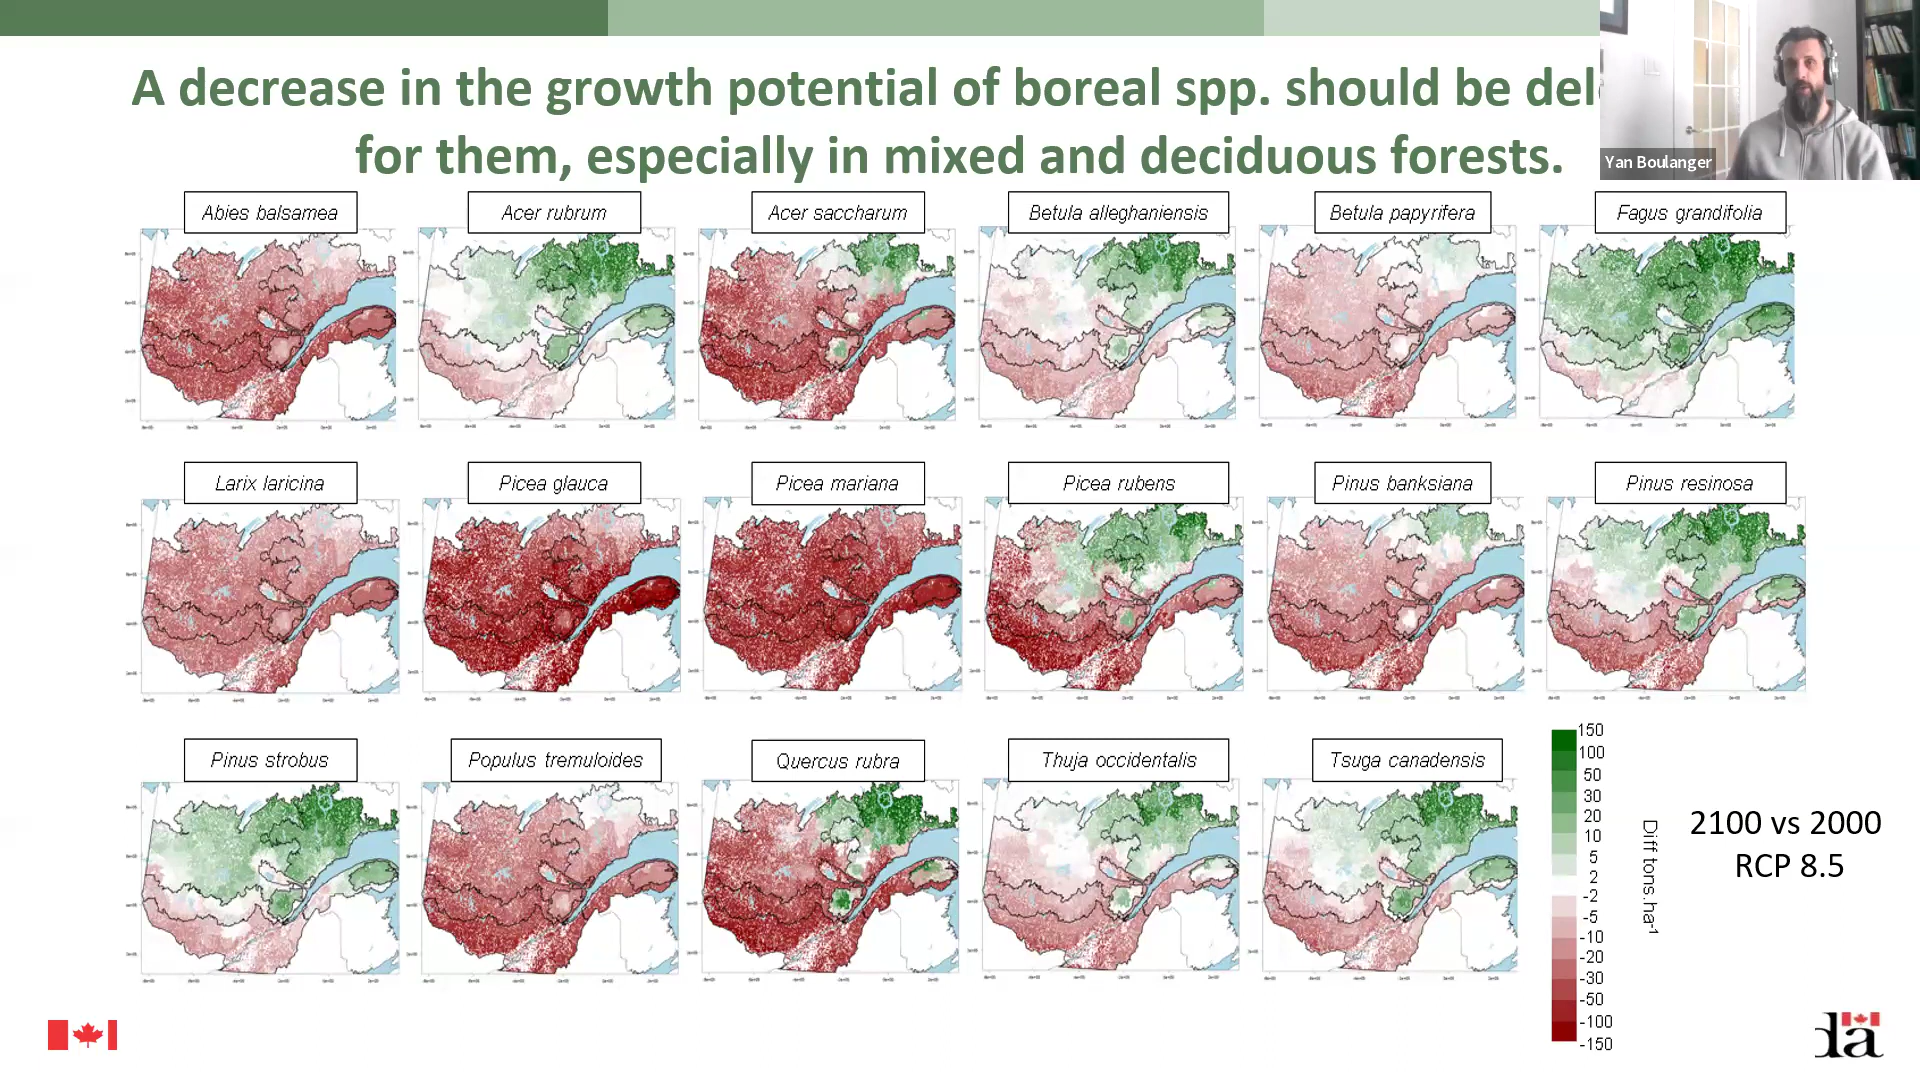 A decrease in the growth potential of boreal spp. should be
for them, especially in mixed and deciduous forests.
Yan Boulanger
Abies balsamea
Acer rubrum
Acer saccharum
Betula alleghaniensis
Betula papyrifera
Fagus grandifolia
Larix laricina
Picea glauca
Picea mariana
Picea rubens
Pinus banksiana
Pinus resinosa
Pinus strobus
Populus tremuloides
Quercus rubra
Thuja occidentalis
Tsuga canadensis
150
100
50
30
20
10
5
2
-2
-5
-10
-20
-30
-50
-100
-150
Diff tons.ha-1
2100 vs 2000
RCP 8.5